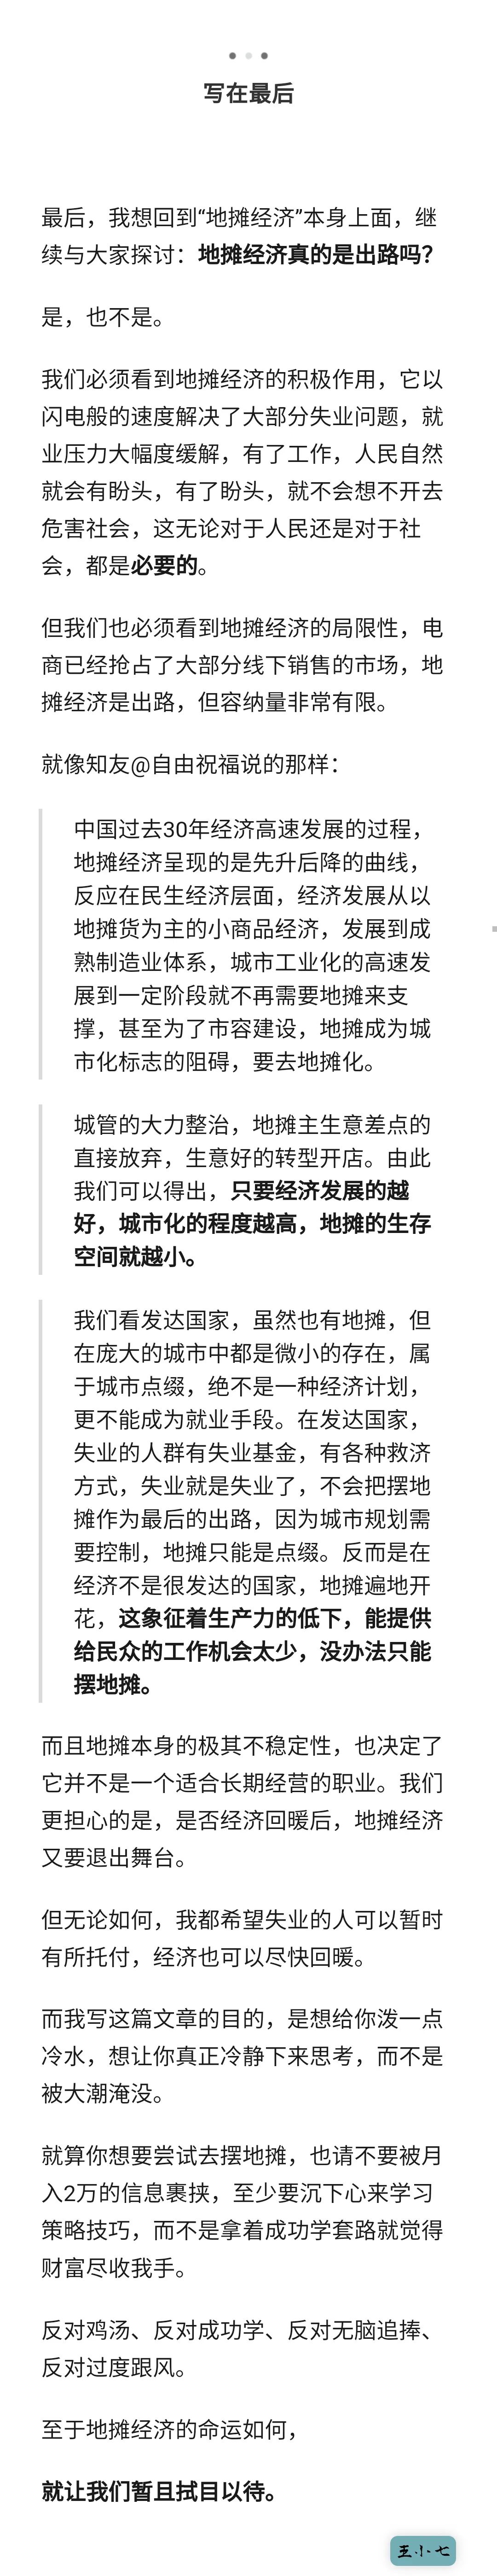 写在最后
最后，我想回到“地摊经济”本身上面，继
续与大家探讨：地摊经济真的是出路吗？
是，也不是。
我们必须看到地摊经济的积极作用，它以
闪电般的速度解决了大部分失业问题，就
业压力大幅度缓解，有了工作，人民自然
就会有盼头，有了盼头，就不会想不开去
危害社会，这无论对于人民还是对于社
会，都是必要的。
但我们也必须看到地摊经济的局限性，电
商已经抢占了大部分线下销售的市场，地
摊经济是出路，但容纳量非常有限。
就像知友@自由祝福说的那样：
中国过去30年经济高速发展的过程，
地摊经济呈现的是先升后降的曲线，
反应在民生经济层面，经济发展从以
地摊货为主的小商品经济，发展到成
熟制造业体系，城市工业化的高速发
展到一定阶段就不再需要地摊来支
撑，甚至为了市容建设，地摊成为城
市化标志的阻碍，要去地摊化。
城管的大力整治，地摊主生意差点的
直接放弃，生意好的转型开店。由此
我们可以得出，只要经济发展的越
好，城市化的程度越高，地摊的生存
空间就越小。
我们看发达国家，虽然也有地摊，但
在庞大的城市中都是微小的存在，属
于城市点缀，绝不是一种经济计划，
更不能成为就业手段。在发达国家，
失业的人群有失业基金，有各种救济
方式，失业就是失业了，不会把摆地
摊作为最后的出路，因为城市规划需
要控制，地摊只能是点缀。反而是在
经济不是很发达的国家，地摊遍地开
花，这象征着生产力的低下，能提供
给民众的工作机会太少，没办法只能
摆地摊。
而且地摊本身的极其不稳定性，也决定了
它并不是一个适合长期经营的职业。我们
更担心的是，是否经济回暖后，地摊经济
又要退出舞台。
但无论如何，我都希望失业的人可以暂时
有所托付，经济也可以尽快回暖。
而我写这篇文章的目的，是想给你泼一点
冷水，想让你真正冷静下来思考，而不是
被大潮淹没。
就算你想要尝试去摆地摊，也请不要被月
入2万的信息裹挟，至少要沉下心来学习
策略技巧，而不是拿着成功学套路就觉得
财富尽收我手。
反对鸡汤、反对成功学、反对无脑追捧、
反对过度跟风。
至于地摊经济的命运如何，
就让我们暂且拭目以待。
王小七